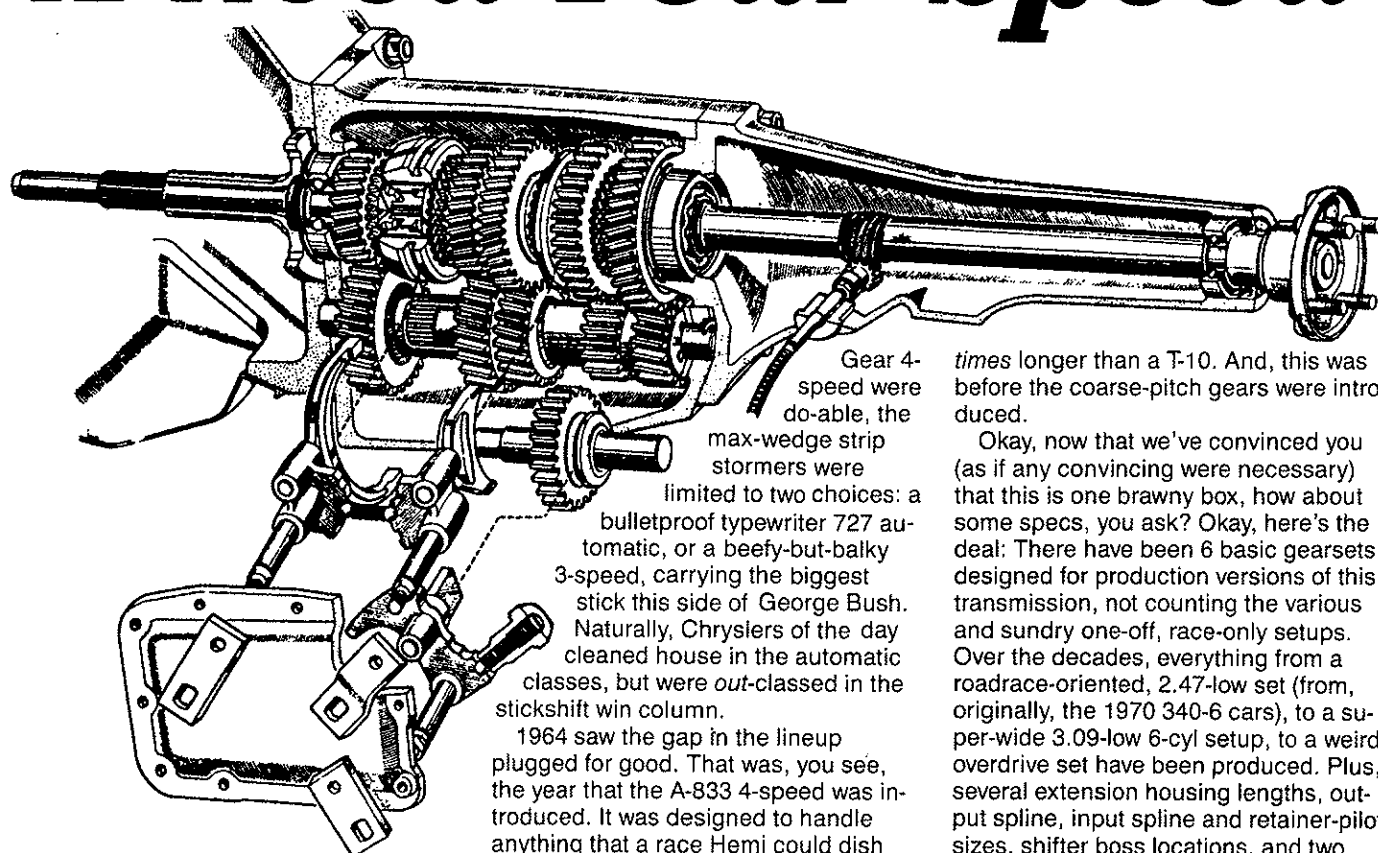 Your Speed
Gear 4-
speed were
do-able, the
max-wedge strip
stormers were
limited to two choices: a
bulletproof typewriter 727 au-
tomatic, or a beefy-but-balky
3-speed, carrying the biggest
stick this side of George Bush.
Naturally, Chryslers of the day
cleaned house in the automatic
classes, but were out-classed in the
stickshift win column.
1964 saw the gap in the lineup
plugged for good. That was, you see,
the year that the A-833 4-speed was in-
troduced. It was designed to handle
anything that a race Hemi could dish
times longer than a T-10. And, this was
before the coarse-pitch gears were intro
duced.
Okay, now that we've convinced you
(as if any convincing were necessary)
that this is one brawny box, how about
some specs, you ask? Okay, here's the
deal: There have been 6 basic gearsets
designed for production versions of this
transmission, not counting the various
and sundry one-off, race-only setups.
Over the decades, everything from a
roadrace-oriented, 2.47-low set (from,
originally, the 1970 340-6 cars), to a su-
per-wide 3.09-low 6-cyl setup, to a weird
overdrive set have been produced. Plus,
several extension housing lengths, out-
put spline, input spline and retainer-pilot
sizes, shifter boss locations, and two